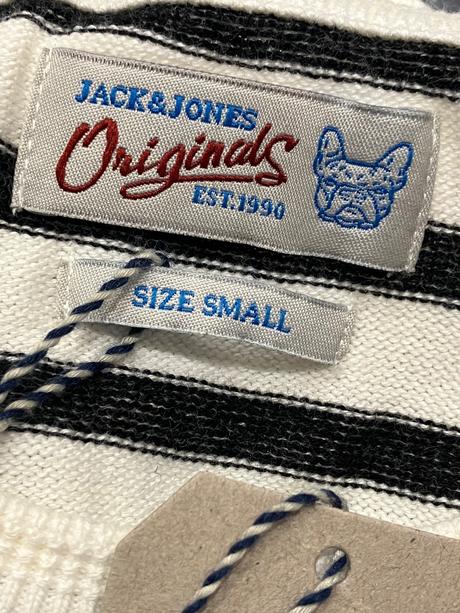 JACK&JONES
Originals
EST.1990
SIZE SMALL